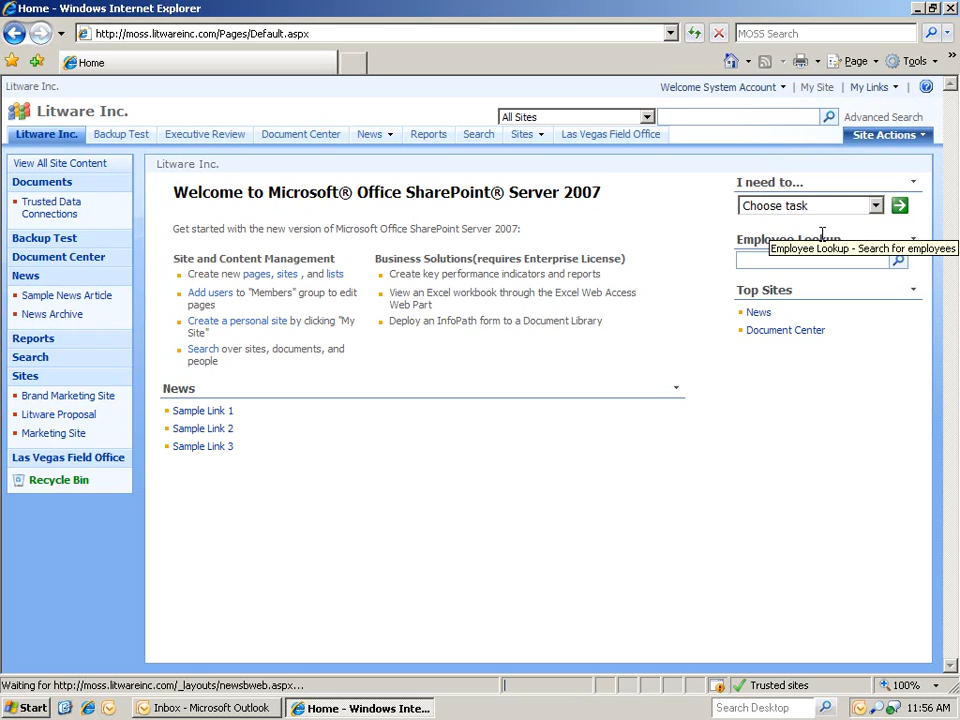 Home - Windows Internet Explorer
http://moss.litwareinc.com/Pages/Default.aspx
MOSS Search
Home
Page
Tools
Litware Inc.
Welcome System Account
My Site
My Links
Litware Inc.
All Sites
Advanced Search
Litware Inc.
Backup Test
Executive Review
Document Center
News
Reports
Search
Sites
Las Vegas Field Office
Site Actions
View All Site Content
Documents
Trusted Data
Connections
Backup Test
Document Center
News
Sample News Article
News Archive
Reports
Search
Sites
Brand Marketing Site
Litware Proposal
Marketing Site
Las Vegas Field Office
Recycle Bin
Litware Inc.
Welcome to Microsoft® Office SharePoint® Server 2007
Get started with the new version of Microsoft Office SharePoint Server 2007:
Site and Content Management
Create new pages, sites , and lists
Add users to "Members" group to edit
pages
Create a personal site by clicking "My
Site"
Search over sites, documents, and
people
Business Solutions(requires Enterprise License)
Create key performance indicators and reports
View an Excel workbook through the Excel Web Access
Web Part
Deploy an InfoPath form to a Document Library
News
Sample Link 1
Sample Link 2
Sample Link 3
I need to...
Choose task
Employee Lookup
Employee Lookup - Search for employees
Top Sites
News
Document Center
Waiting for http://moss.litwareinc.com/_layouts/newsbweb.aspx...
Trusted sites
100%
Start
Inbox - Microsoft Outlook
Home - Windows Inte...
Search Desktop
11:56 AM